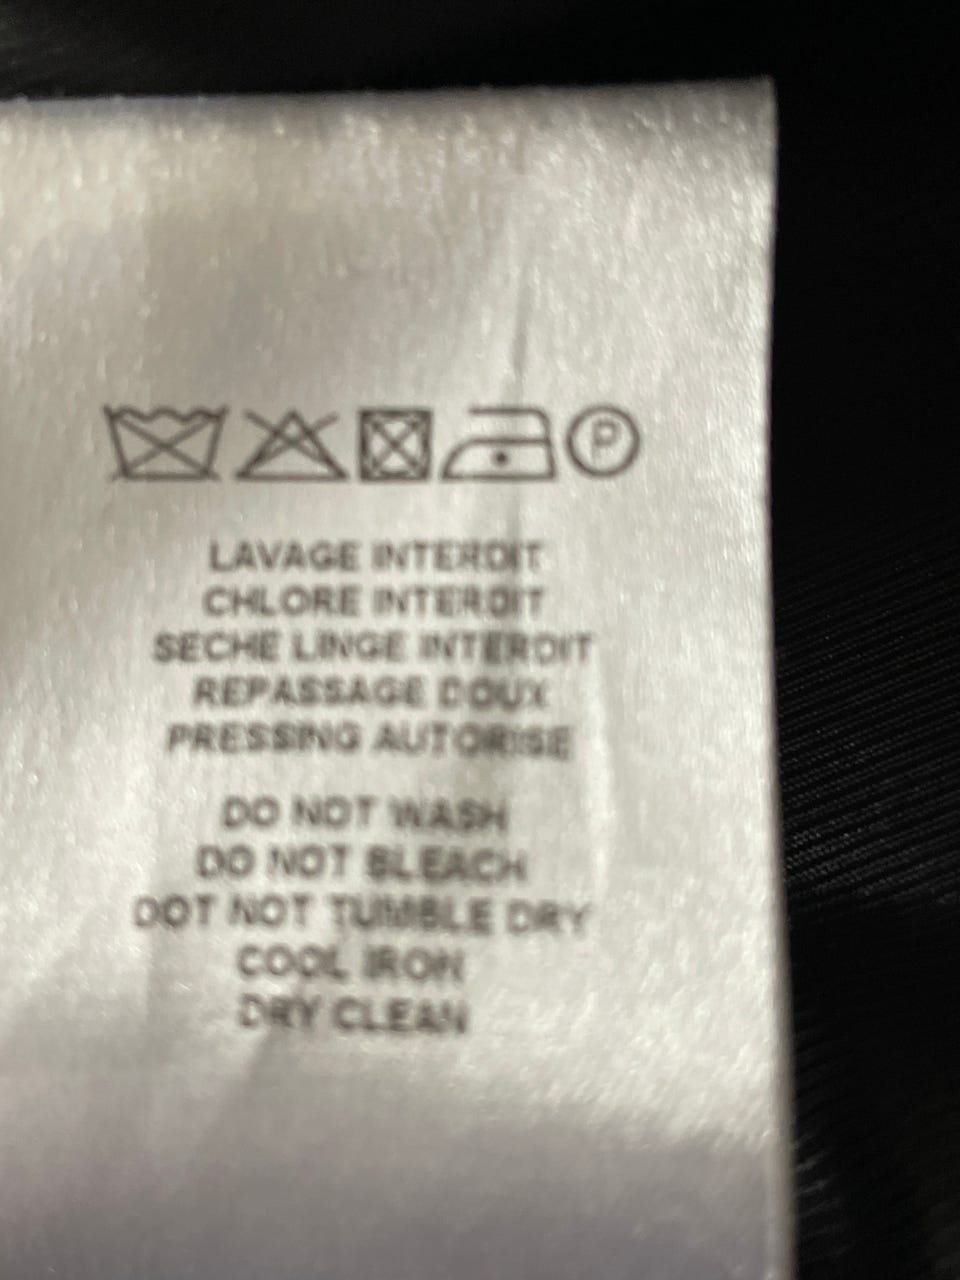 P
LAVAGE INTERDIT
CHLORE INTERDIT
SECHE LINGE INTERDIT
REPASSAGE DOUX
PRESSING AUTORISE
DO NOT WASH
DO NOT BLEACH
DOT NOT TUMBLE DRY
COOL IRON
DRY CLEAN